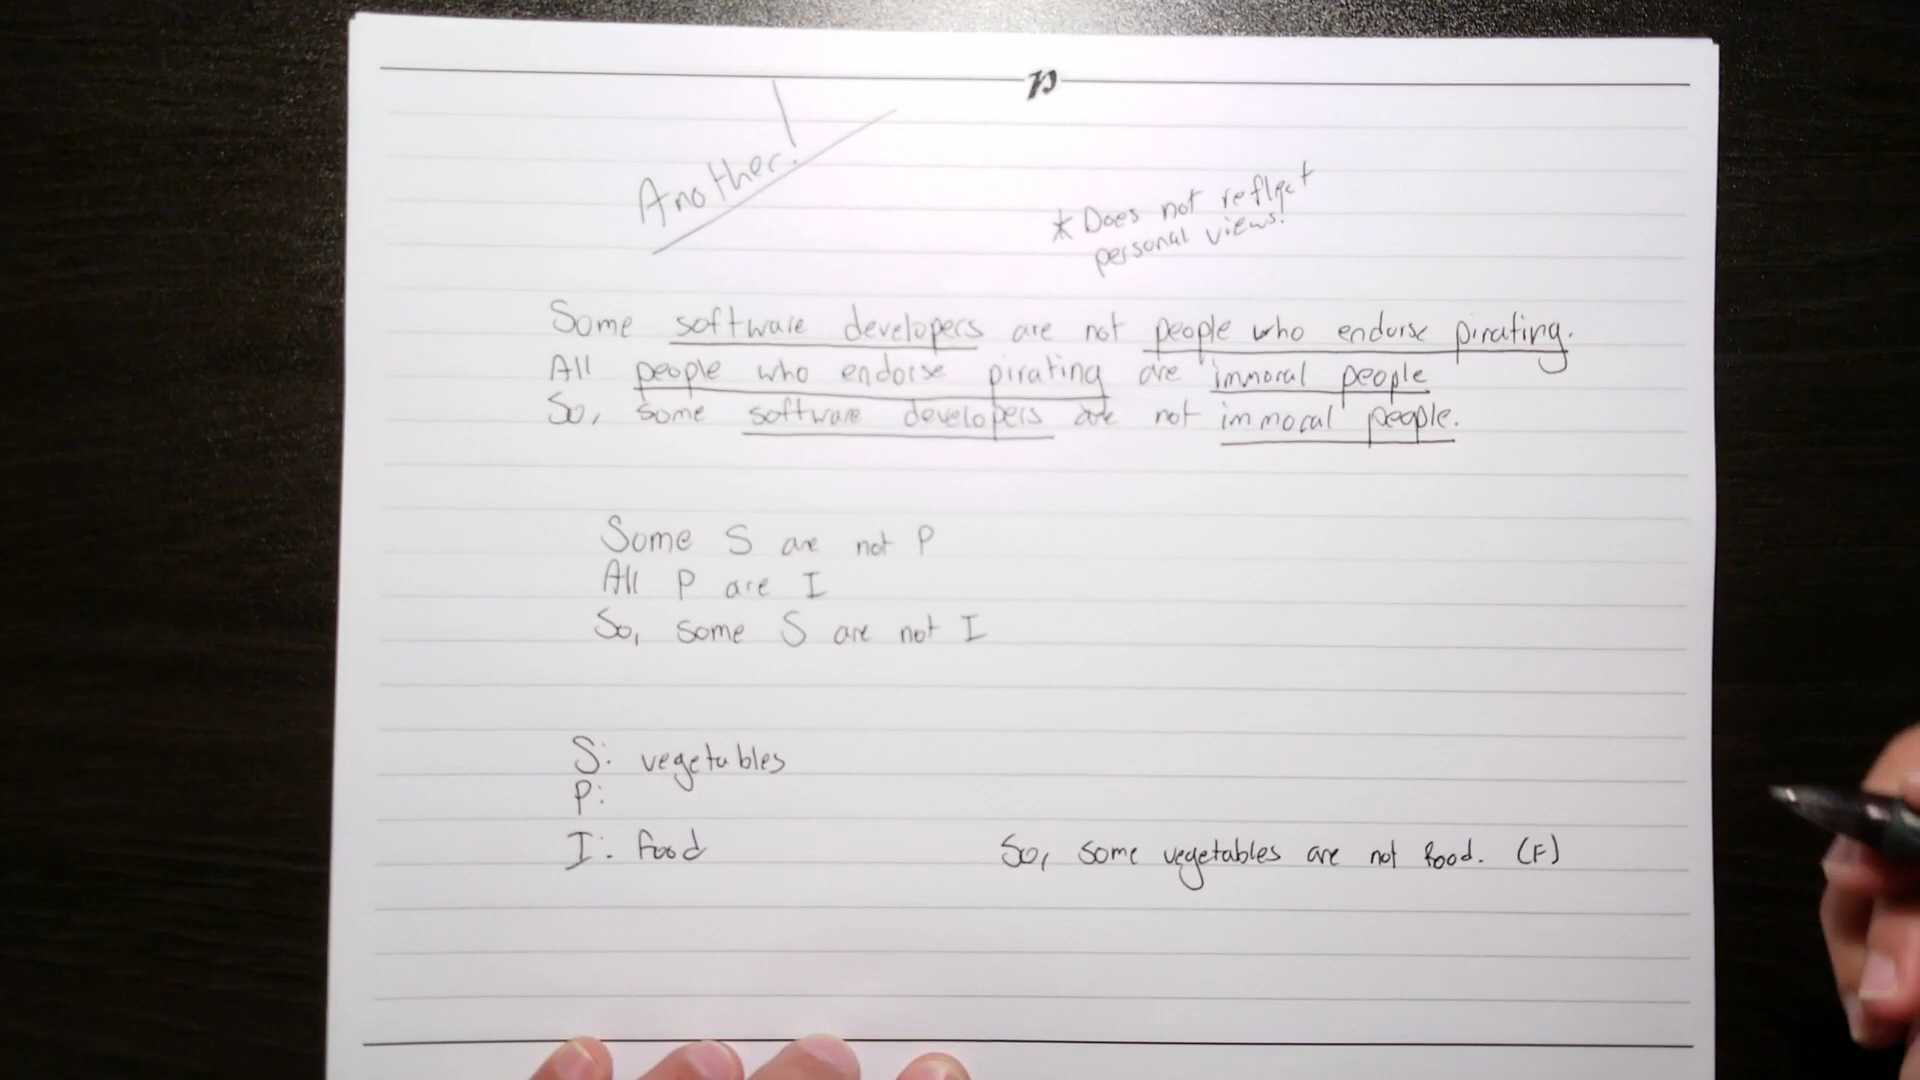 Another!
*Does not reflect
personal views!
Some software developers are not people who endorse pirating.
All people who endorse pirating are immoral people
So, some software developers are not immoral people.
Some S are not P
All P are I
So, some S are not I
S: vegetables
P:
I: food
So, some vegetables are not food. (F)